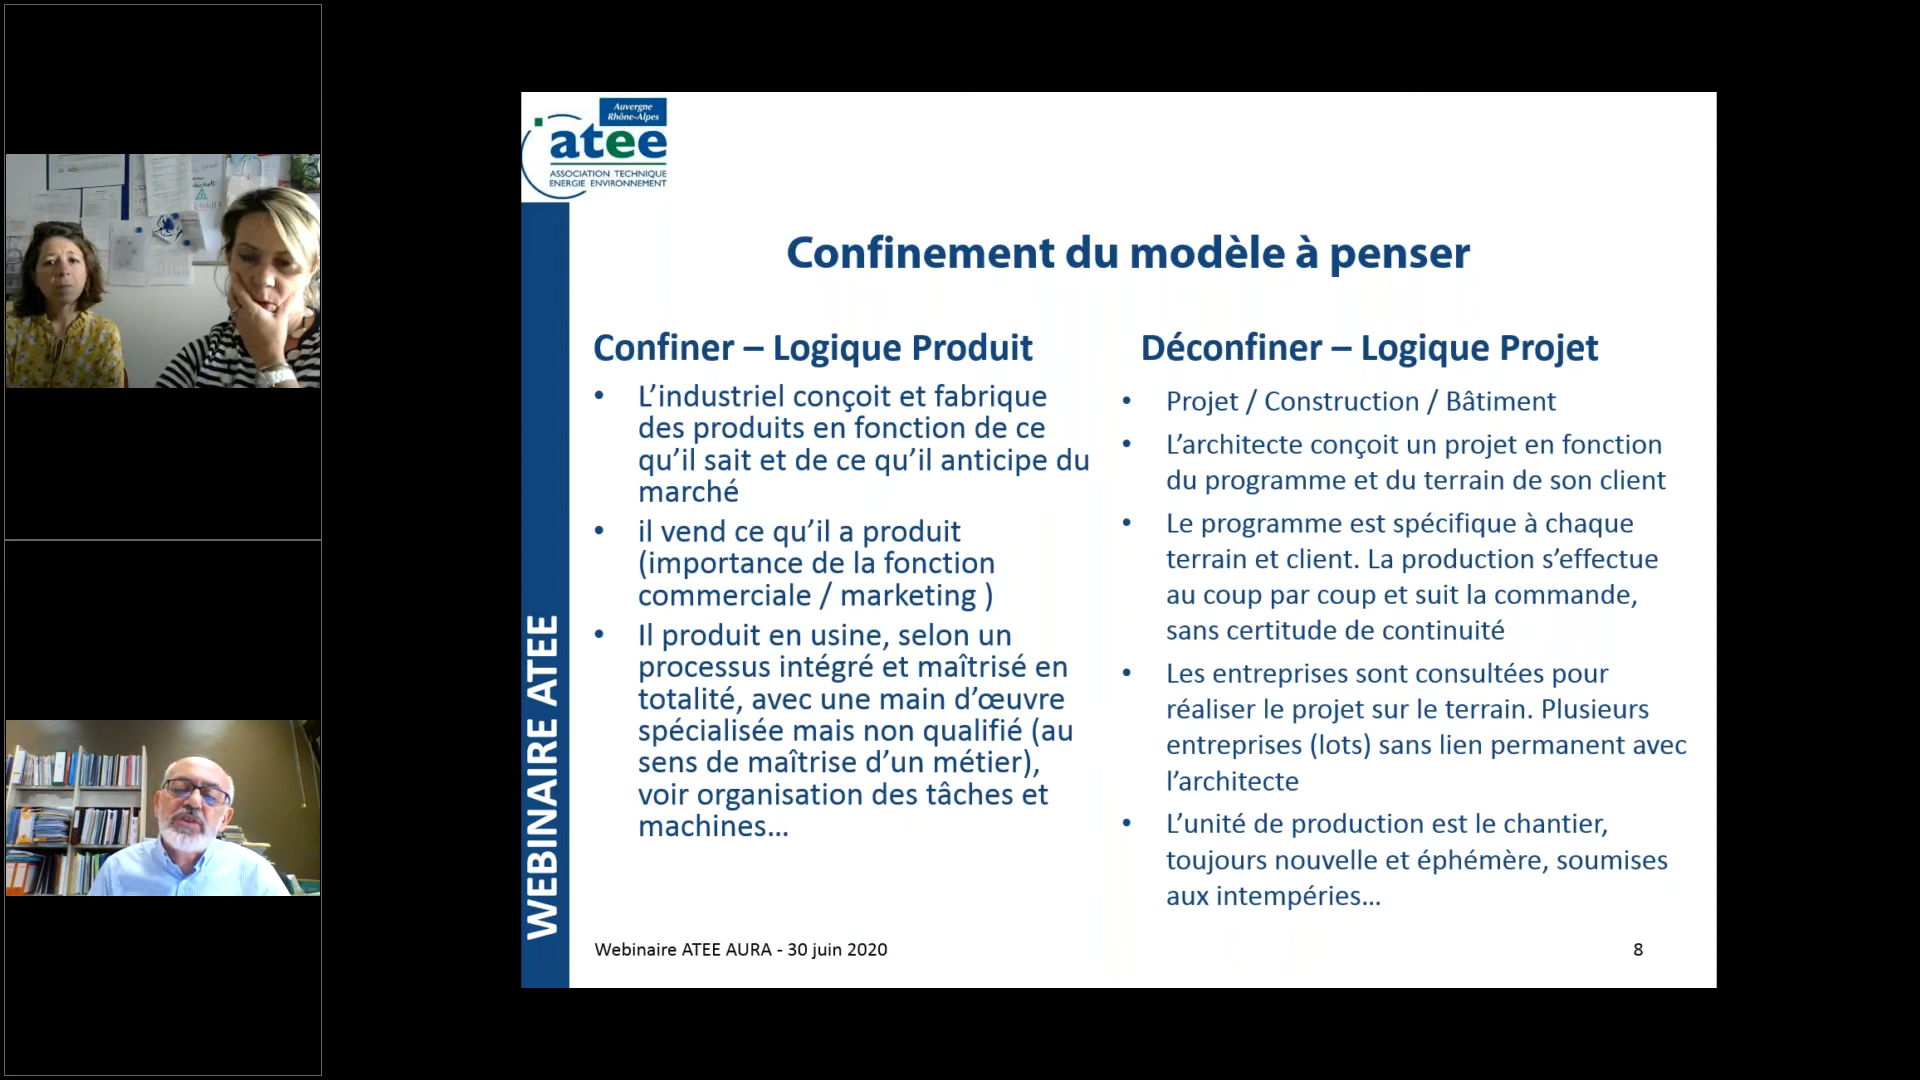 Auvergne
Rhône-Alpes
atee
ASSOCIATION TECHNIQUE
ENERGIE ENVIRONNEMENT
Confinement du modèle à penser
Confiner – Logique Produit
• L’industriel conçoit et fabrique
des produits en fonction de ce
qu’il sait et de ce qu’il anticipe du
marché
• il vend ce qu’il a produit
(importance de la fonction
commerciale / marketing )
• Il produit en usine, selon un
processus intégré et maîtrisé en
totalité, avec une main d’œuvre
spécialisée mais non qualifié (au
sens de maîtrise d’un métier),
voir organisation des tâches et
machines…
Déconfiner – Logique Projet
• Projet / Construction / Bâtiment
• L’architecte conçoit un projet en fonction
du programme et du terrain de son client
• Le programme est spécifique à chaque
terrain et client. La production s’effectue
au coup par coup et suit la commande,
sans certitude de continuité
• Les entreprises sont consultées pour
réaliser le projet sur le terrain. Plusieurs
entreprises (lots) sans lien permanent avec
l’architecte
• L’unité de production est le chantier,
toujours nouvelle et éphémère, soumises
aux intempéries…
WEBINAIRE ATEE
Webinaire ATEE AURA - 30 juin 2020
8